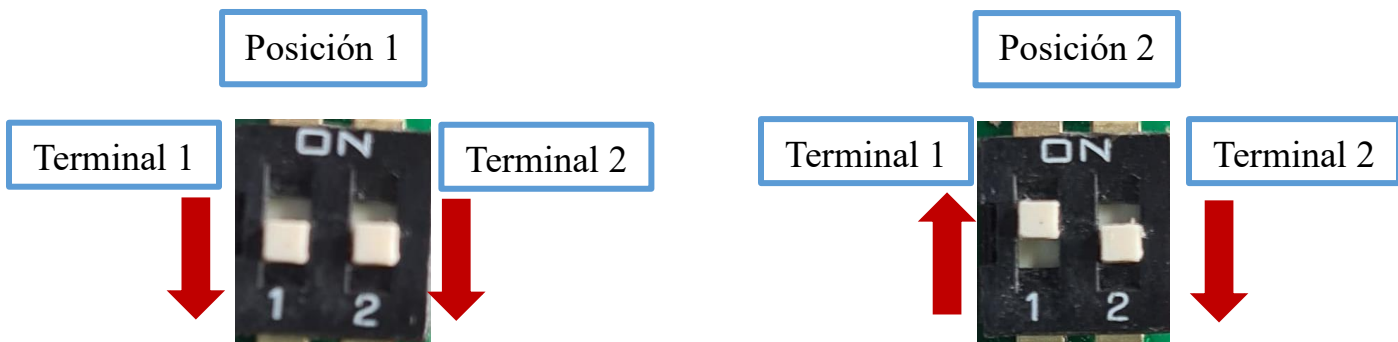 Posición 1
Posición 2
Terminal 1
ON
Terminal 2
Terminal 1
ON
Terminal 2
1 2
1 2